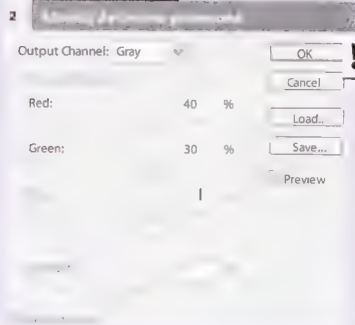 2
Output Channel: Gray
OK
Cancel
Red: 40 %
Load..
Green: 30 %
Save...
Preview